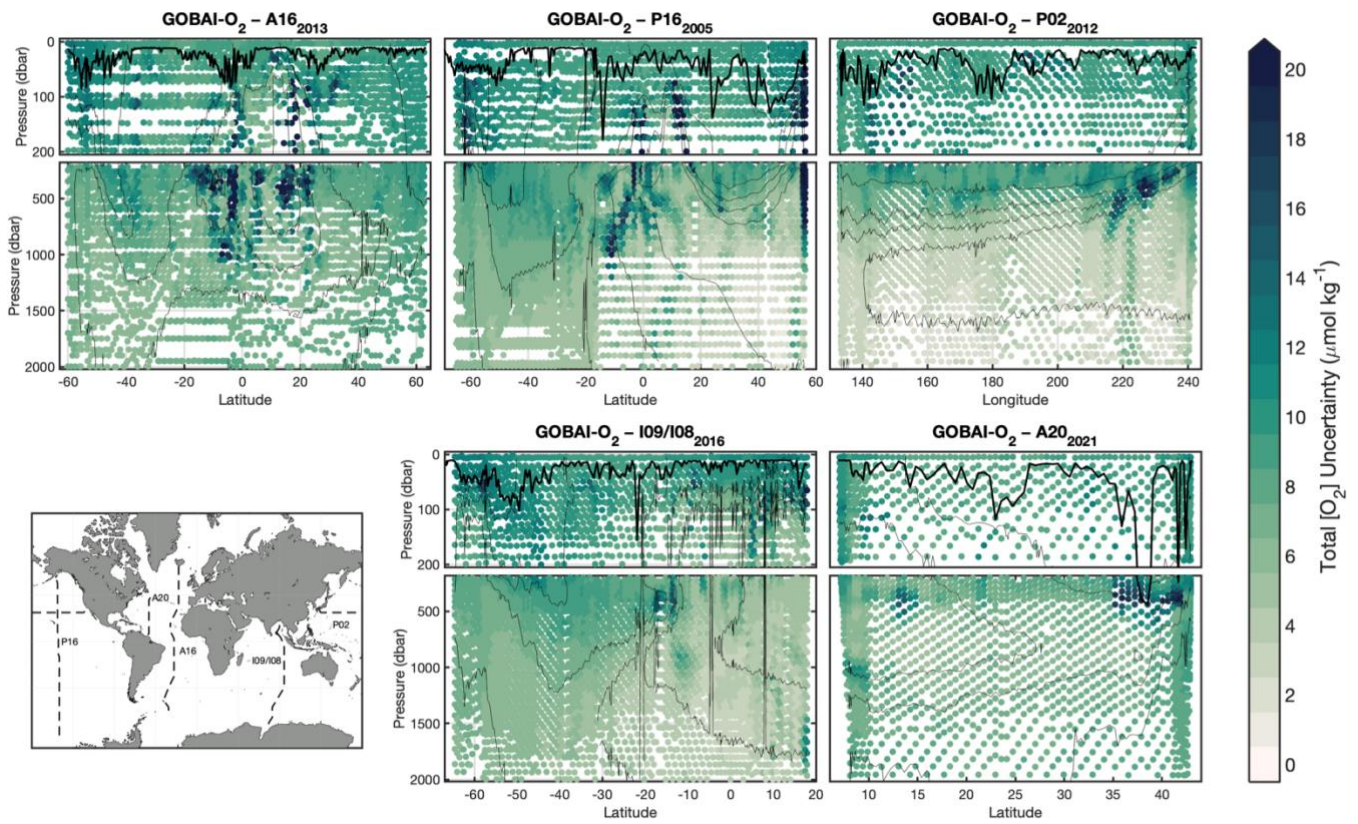 GOBAI-O₂ – A16₂₀₁₃
GOBAI-O₂ – P16₂₀₀₅
GOBAI-O₂ – P02₂₀₁₂
Pressure (dbar)
0
100
200
Pressure (dbar)
500
1000
1500
2000
-60 -40 -20 0 20 40 60
Latitude
-60 -40 -20 0 20 40 60
Latitude
140 160 180 200 220 240
Longitude
GOBAI-O₂ – I09/I08₂₀₁₆
GOBAI-O₂ – A20₂₀₂₁
Pressure (dbar)
0
100
200
Pressure (dbar)
500
1000
1500
2000
-60 -50 -40 -30 -20 -10 0 10 20
Latitude
10 15 20 25 30 35 40
Latitude
P16
A20
A16
I09/I08
P02
20
18
16
14
12
10
8
6
4
2
0
Total [O₂] Uncertainty (μmol kg⁻¹)